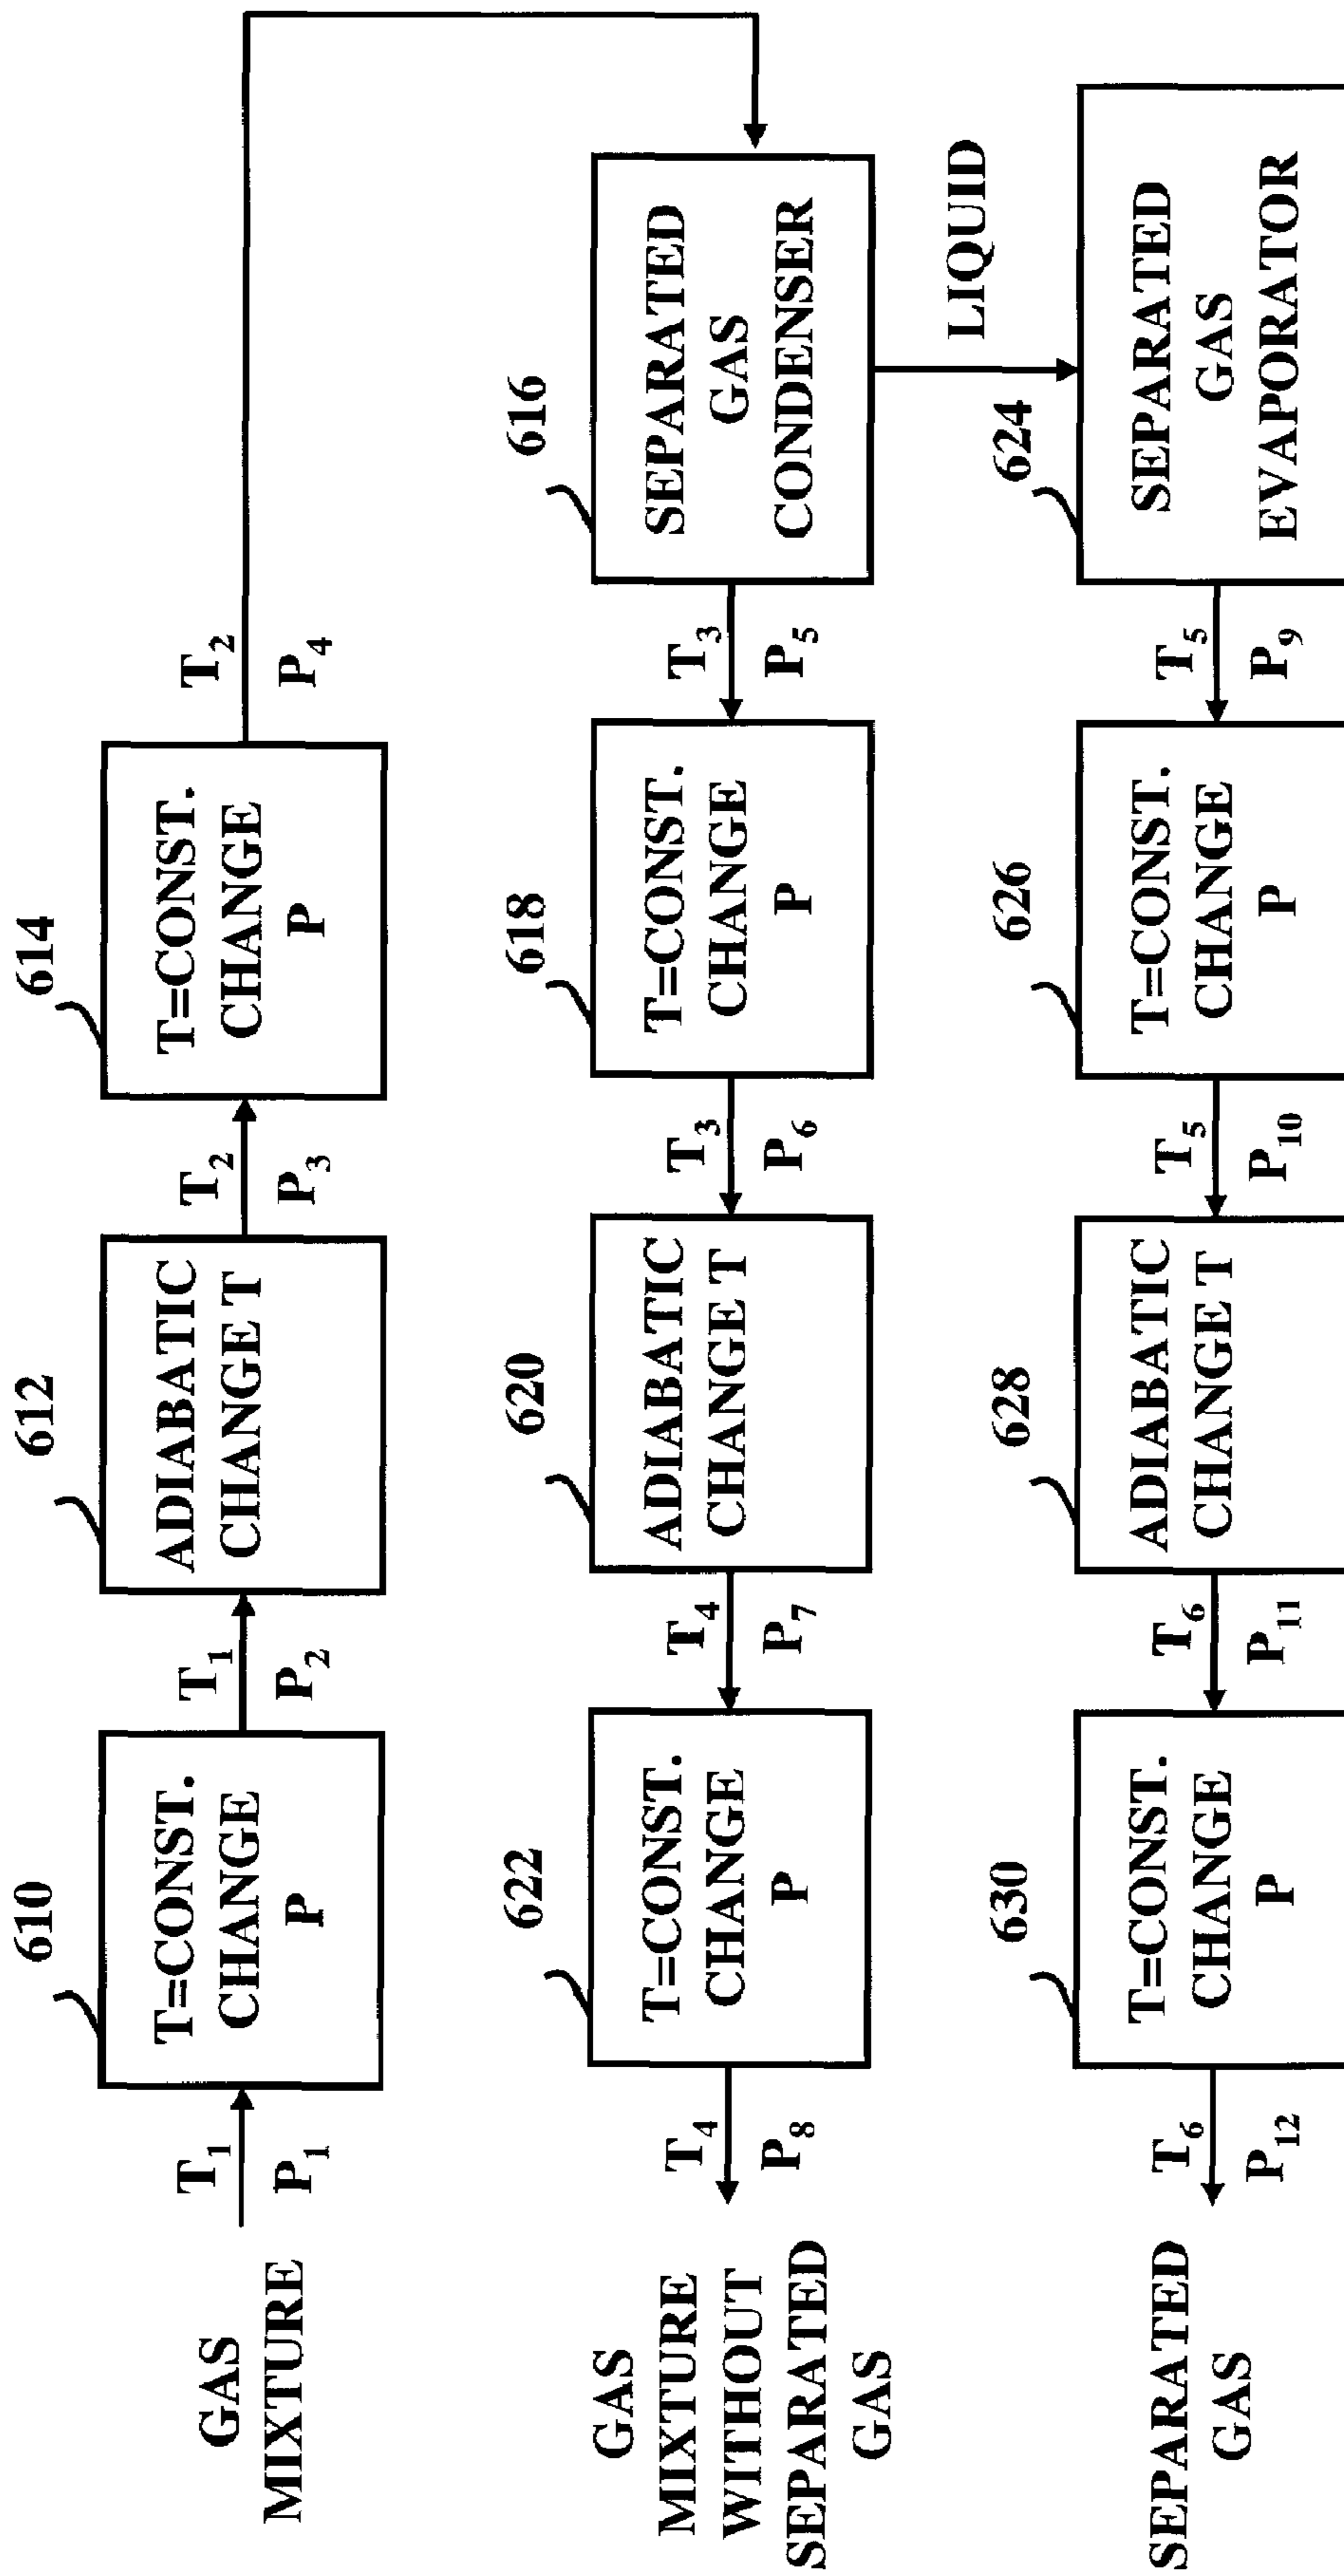 GAS
MIXTURE
T1
P1
610
T=CONST.
CHANGE
P
T1
P2
612
ADIABATIC
CHANGE T
T2
P3
614
T=CONST.
CHANGE
P
T2
P4
616
SEPARATED
GAS
CONDENSER
T3
P5
618
T=CONST.
CHANGE
P
T3
P6
620
ADIABATIC
CHANGE T
T4
P7
622
T=CONST.
CHANGE
P
T4
P8
GAS
MIXTURE
WITHOUT
SEPARATED
GAS
LIQUID
624
SEPARATED
GAS
EVAPORATOR
T5
P9
626
T=CONST.
CHANGE
P
T5
P10
628
ADIABATIC
CHANGE T
T6
P11
630
T=CONST.
CHANGE
P
T6
P12
SEPARATED
GAS